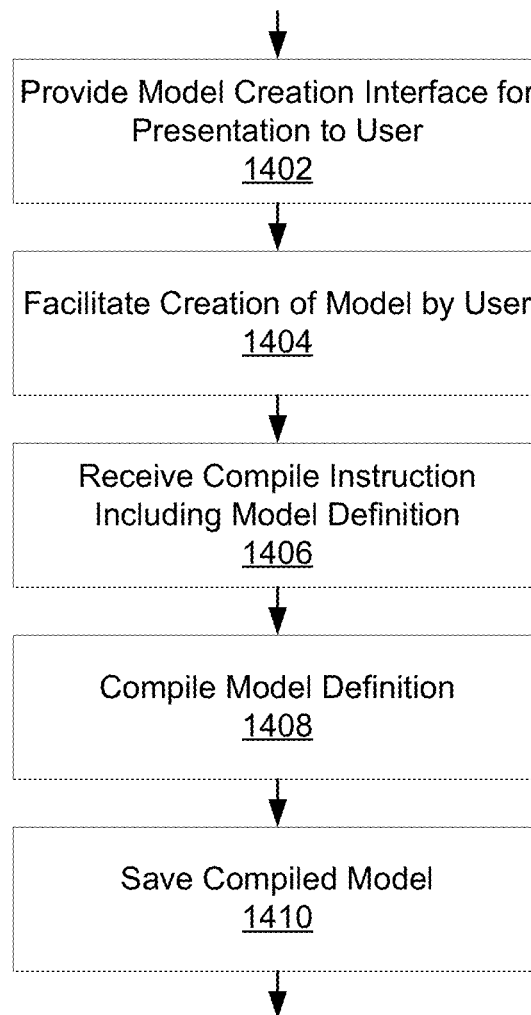 Provide Model Creation Interface for
Presentation to User
1402
Facilitate Creation of Model by User
1404
Receive Compile Instruction
Including Model Definition
1406
Compile Model Definition
1408
Save Compiled Model
1410